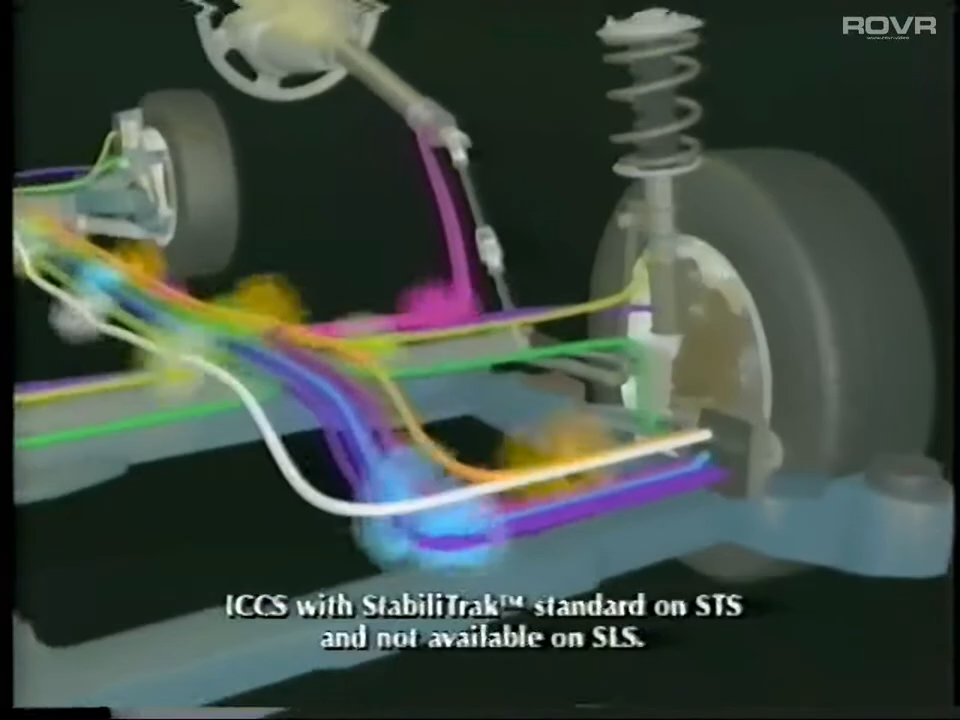 ROVR
ICCS with StabiliTrak™ standard on STS
and not available on SLS.